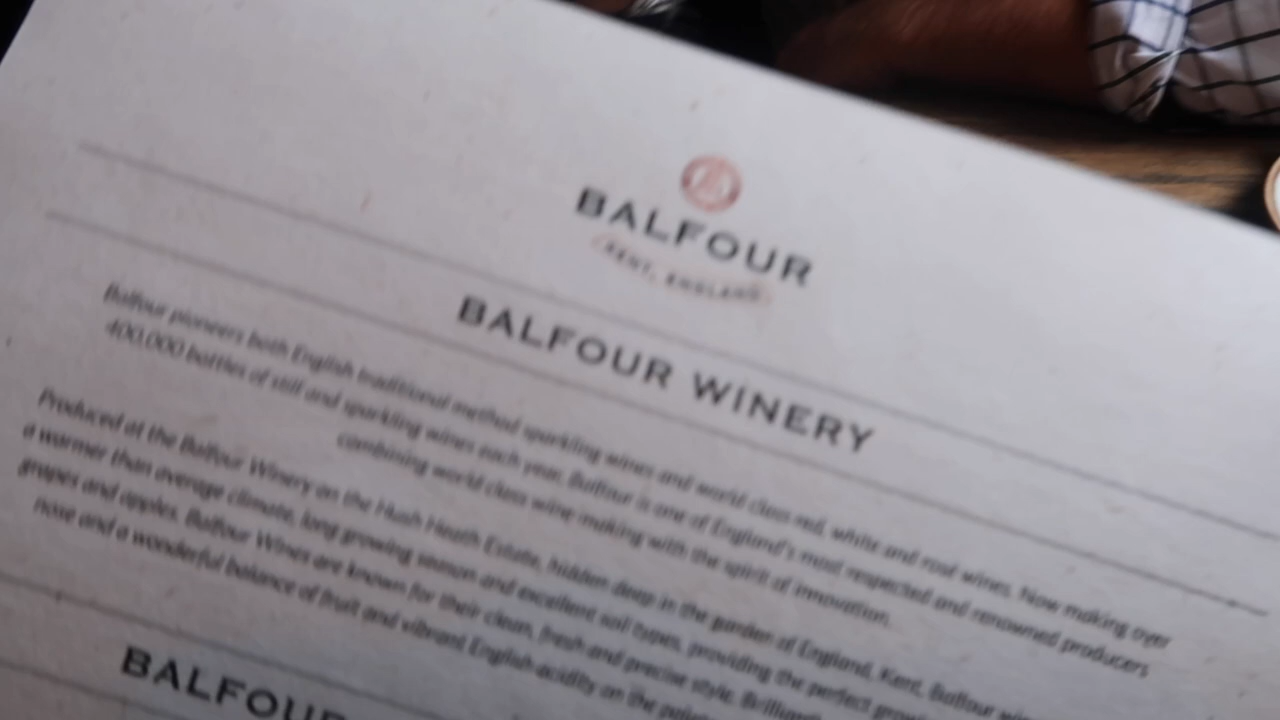 BALFOUR
KENT, ENGLAND
BALFOUR WINERY
Balfour pioneers both English traditional method sparkling wines and world class red, white and rosé wines. Now making over
400,000 bottles of still and sparkling wines each year, Balfour is one of England's most respected and renowned producers
combining world class wine making with the spirit of innovation.
Produced at the Balfour Winery on the Hush Heath Estate, hidden deep in the garden of England, Kent, Balfour
a warmer than average climate, long growing season and excellent soil types, providing the perfect
grapes and apples. Balfour Wines are known for their clean, fresh and precise style. Brilliant
nose and a wonderful balance of fruit and vibrant English acidity on the
BALFOUR